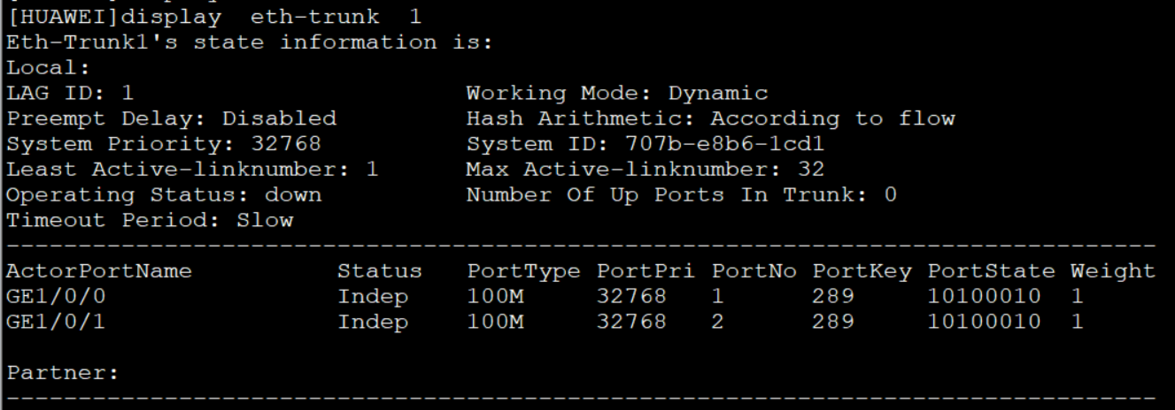 [HUAWEI]display  eth-trunk  1
Eth-Trunk1's state information is:
Local:
LAG ID: 1                       Working Mode: Dynamic
Preempt Delay: Disabled         Hash Arithmetic: According to flow
System Priority: 32768          System ID: 707b-e8b6-1cd1
Least Active-linknumber: 1      Max Active-linknumber: 32
Operating Status: down          Number Of Up Ports In Trunk: 0
Timeout Period: Slow
--------------------------------------------------------------------------------
ActorPortName          Status   PortType PortPri PortNo PortKey PortState Weight
GE1/0/0                Indep    100M     32768   1      289     10100010  1
GE1/0/1                Indep    100M     32768   2      289     10100010  1
Partner:
--------------------------------------------------------------------------------